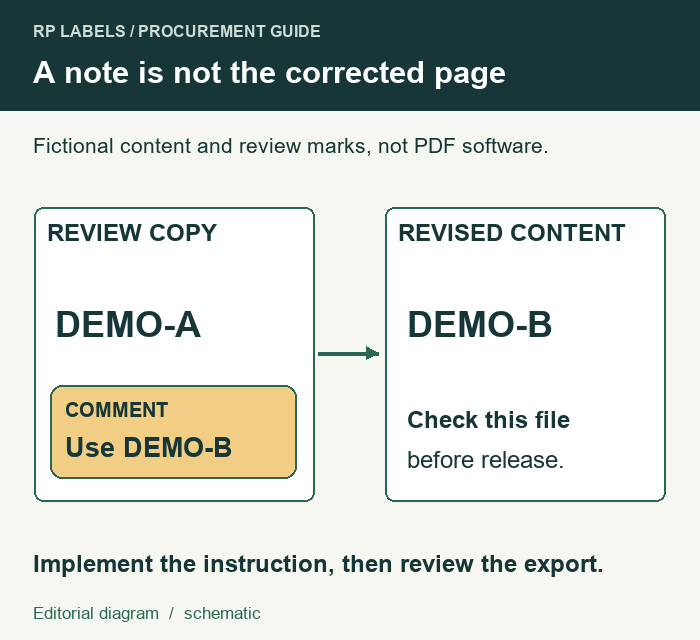 RP LABELS / PROCUREMENT GUIDE
A note is not the corrected page
Fictional content and review marks, not PDF software.
REVIEW COPY
DEMO-A
COMMENT
Use DEMO-B
REVISED CONTENT
DEMO-B
Check this file
before release.
Implement the instruction, then review the export.
Editorial diagram / schematic